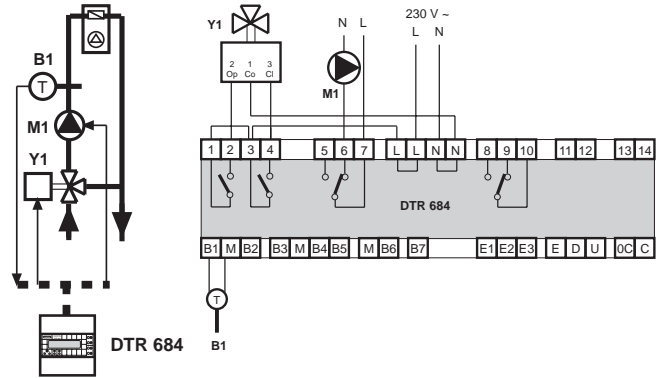 B1
T
M1
Y1
DTR 684
Y1
2 1 3
Op Co Cl
N L
M1
230 V ~
L N
1 2 3 4 5 6 7 L L N N 8 9 10 11 12 13 14
DTR 684
B1 M B2 B3 M B4 B5 M B6 B7 E1 E2 E3 E D U 0C C
T
B1